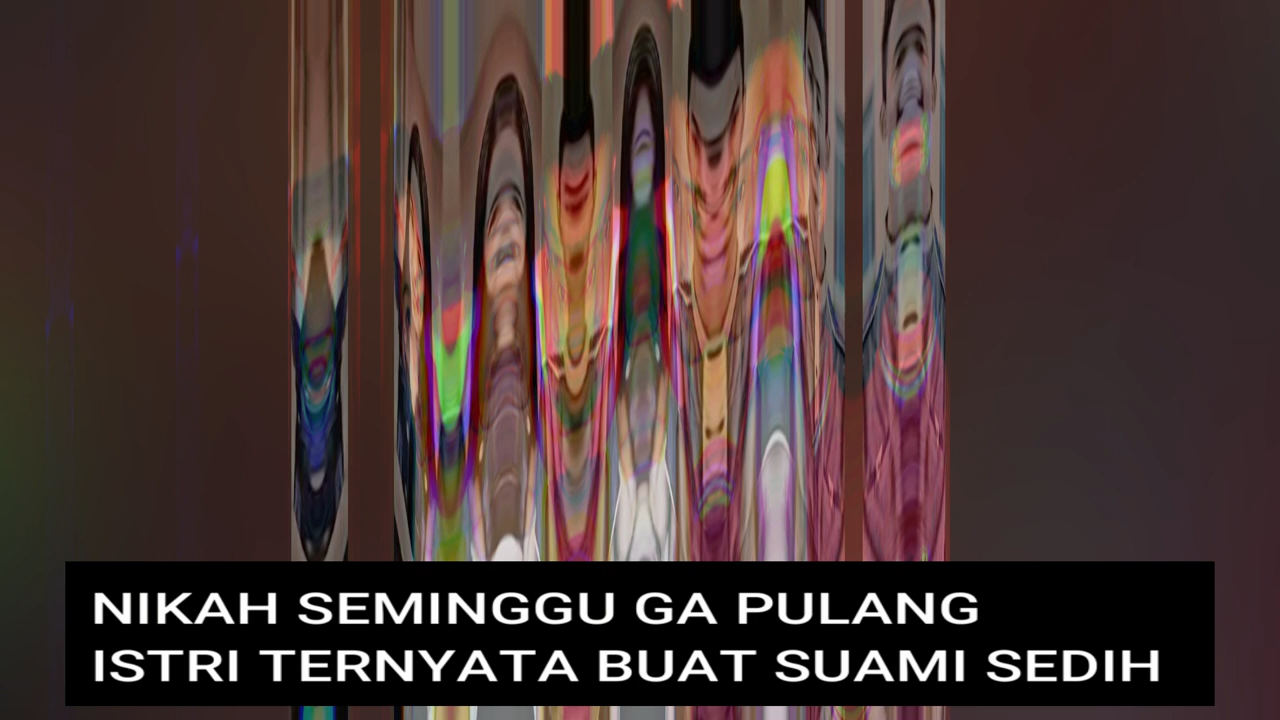 NIKAH SEMINGGU GA PULANG
ISTRI TERNYATA BUAT SUAMI SEDIH